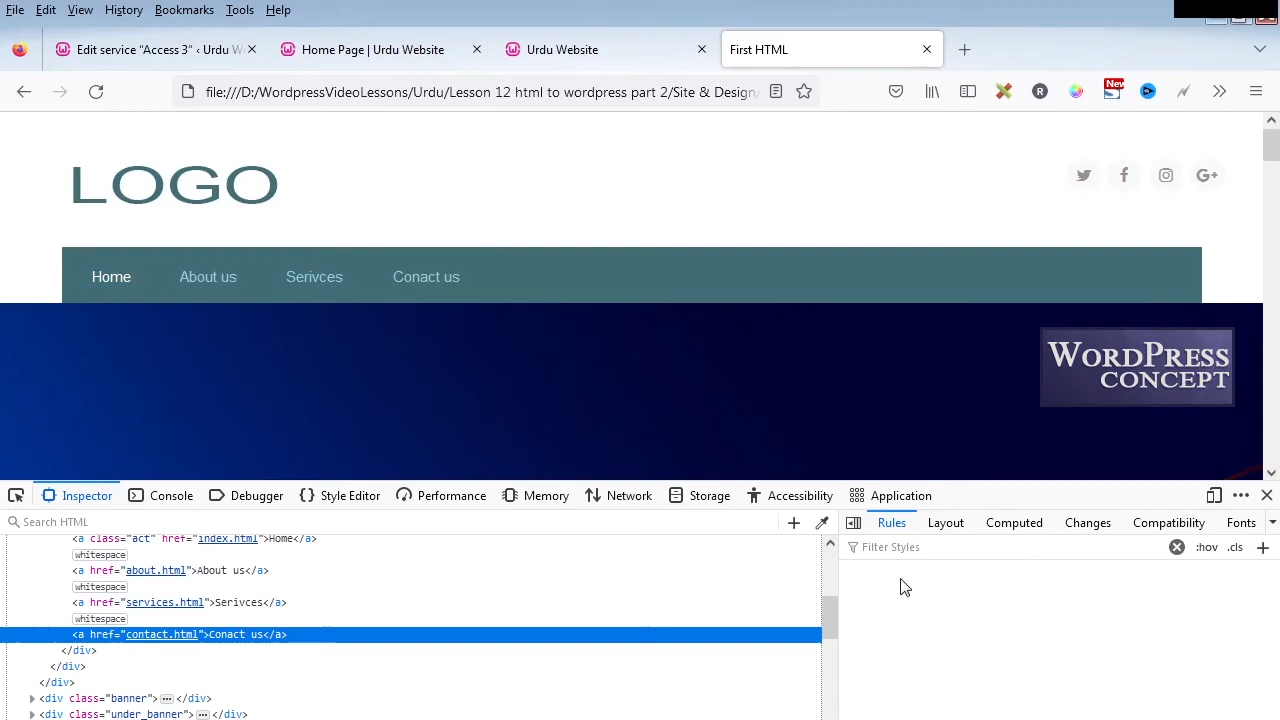 File Edit View History Bookmarks Tools Help
Edit service “Access 3” ‹ Urdu W
Home Page | Urdu Website
Urdu Website
First HTML
file:///D:/WordpressVideoLessons/Urdu/Lesson 12 html to wordpress part 2/Site & Design/
New
LOGO
Home About us Serivces Conact us
WORDPRESS
CONCEPT
Inspector Console Debugger Style Editor Performance Memory Network Storage Accessibility Application
Search HTML
Rules Layout Computed Changes Compatibility Fonts
Filter Styles :hov .cls
<a class="act" href="index.html">Home</a>
whitespace
<a href="about.html">About us</a>
whitespace
<a href="services.html">Serivces</a>
whitespace
<a href="contact.html">Conact us</a>
</div>
</div>
</div>
<div class="banner"></div>
<div class="under_banner"></div>